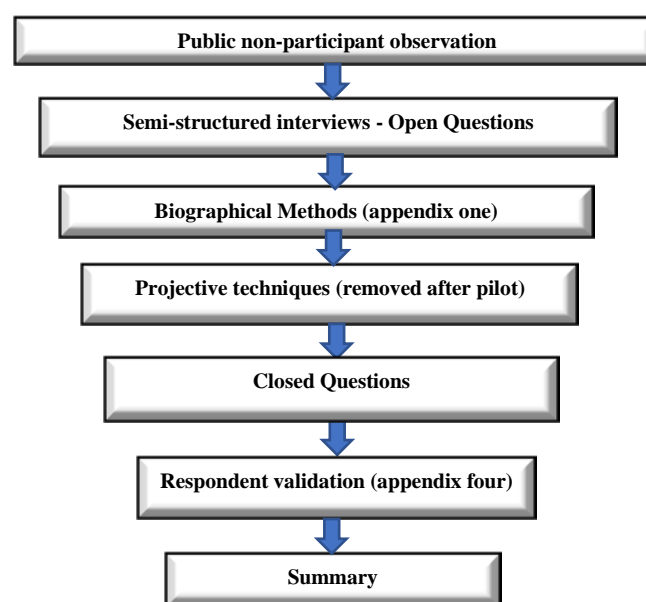 Public non-participant observation
Semi-structured interviews - Open Questions
Biographical Methods (appendix one)
Projective techniques (removed after pilot)
Closed Questions
Respondent validation (appendix four)
Summary